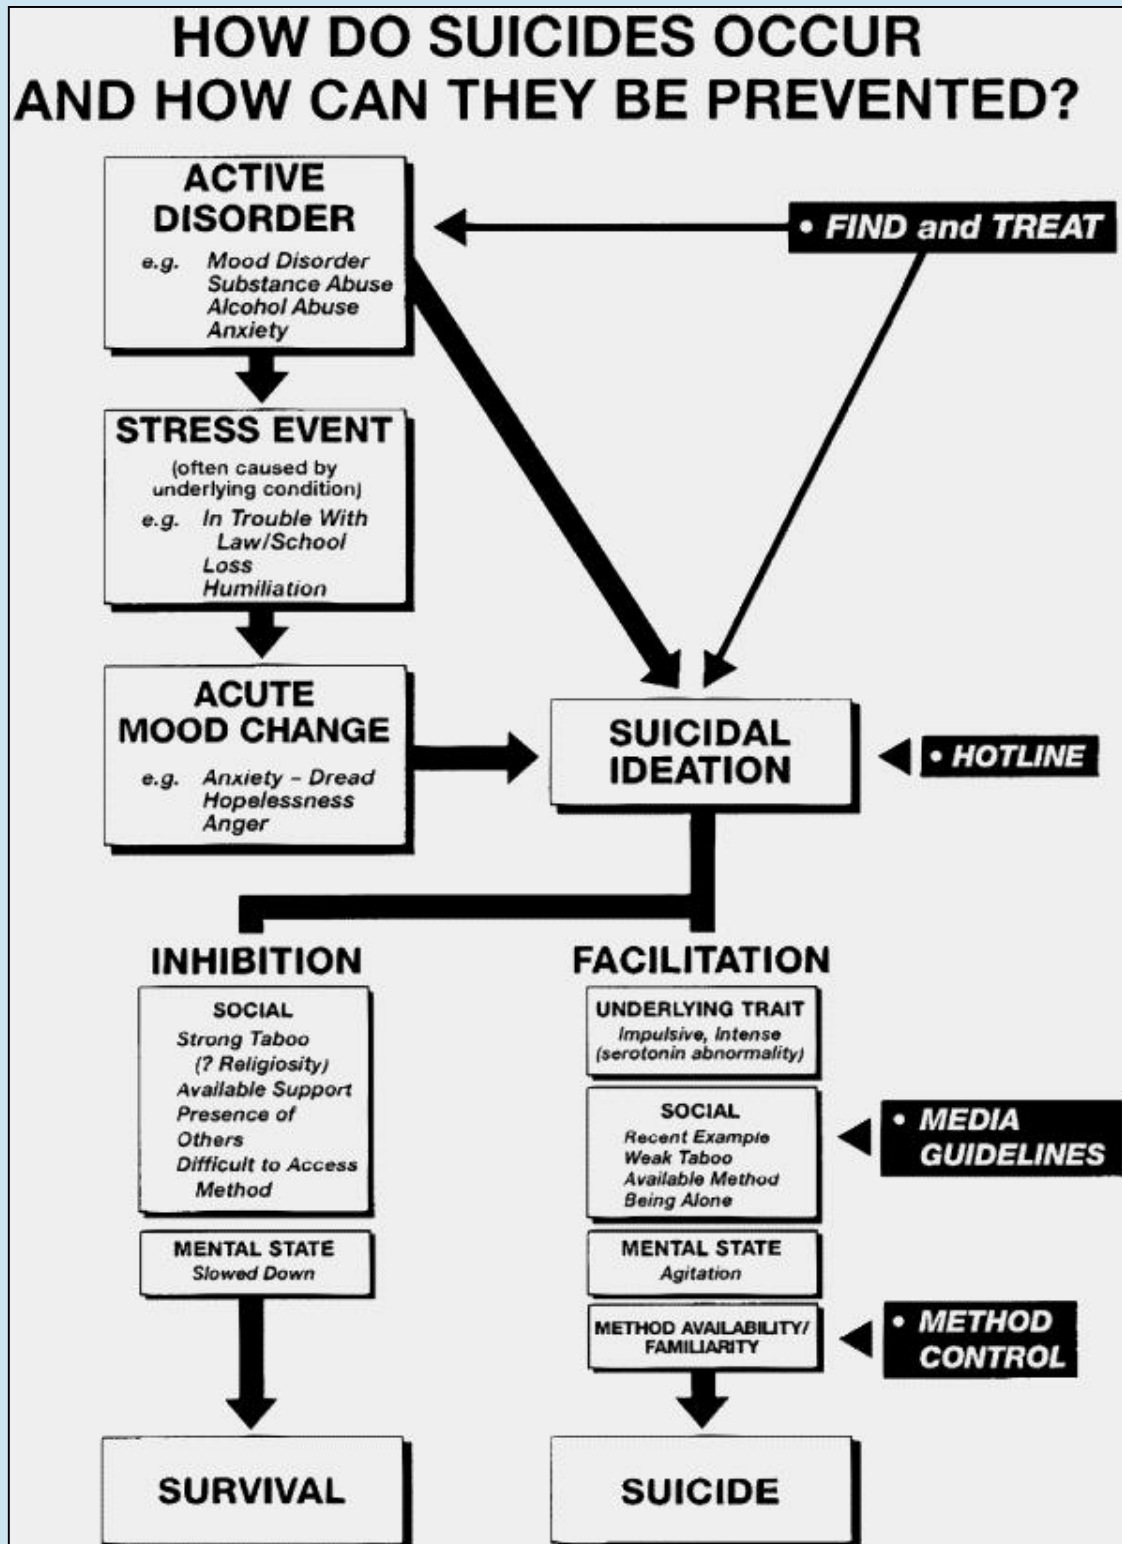 HOW DO SUICIDES OCCUR
AND HOW CAN THEY BE PREVENTED?
ACTIVE
DISORDER
e.g. Mood Disorder
Substance Abuse
Alcohol Abuse
Anxiety
• FIND and TREAT
STRESS EVENT
(often caused by
underlying condition)
e.g. In Trouble With
Law/School
Loss
Humiliation
ACUTE
MOOD CHANGE
e.g. Anxiety – Dread
Hopelessness
Anger
SUICIDAL
IDEATION
• HOTLINE
INHIBITION
SOCIAL
Strong Taboo
(? Religiosity)
Available Support
Presence of
Others
Difficult to Access
Method
MENTAL STATE
Slowed Down
SURVIVAL
FACILITATION
UNDERLYING TRAIT
Impulsive, Intense
(serotonin abnormality)
SOCIAL
Recent Example
Weak Taboo
Available Method
Being Alone
• MEDIA
GUIDELINES
MENTAL STATE
Agitation
METHOD AVAILABILITY/
FAMILIARITY
• METHOD
CONTROL
SUICIDE